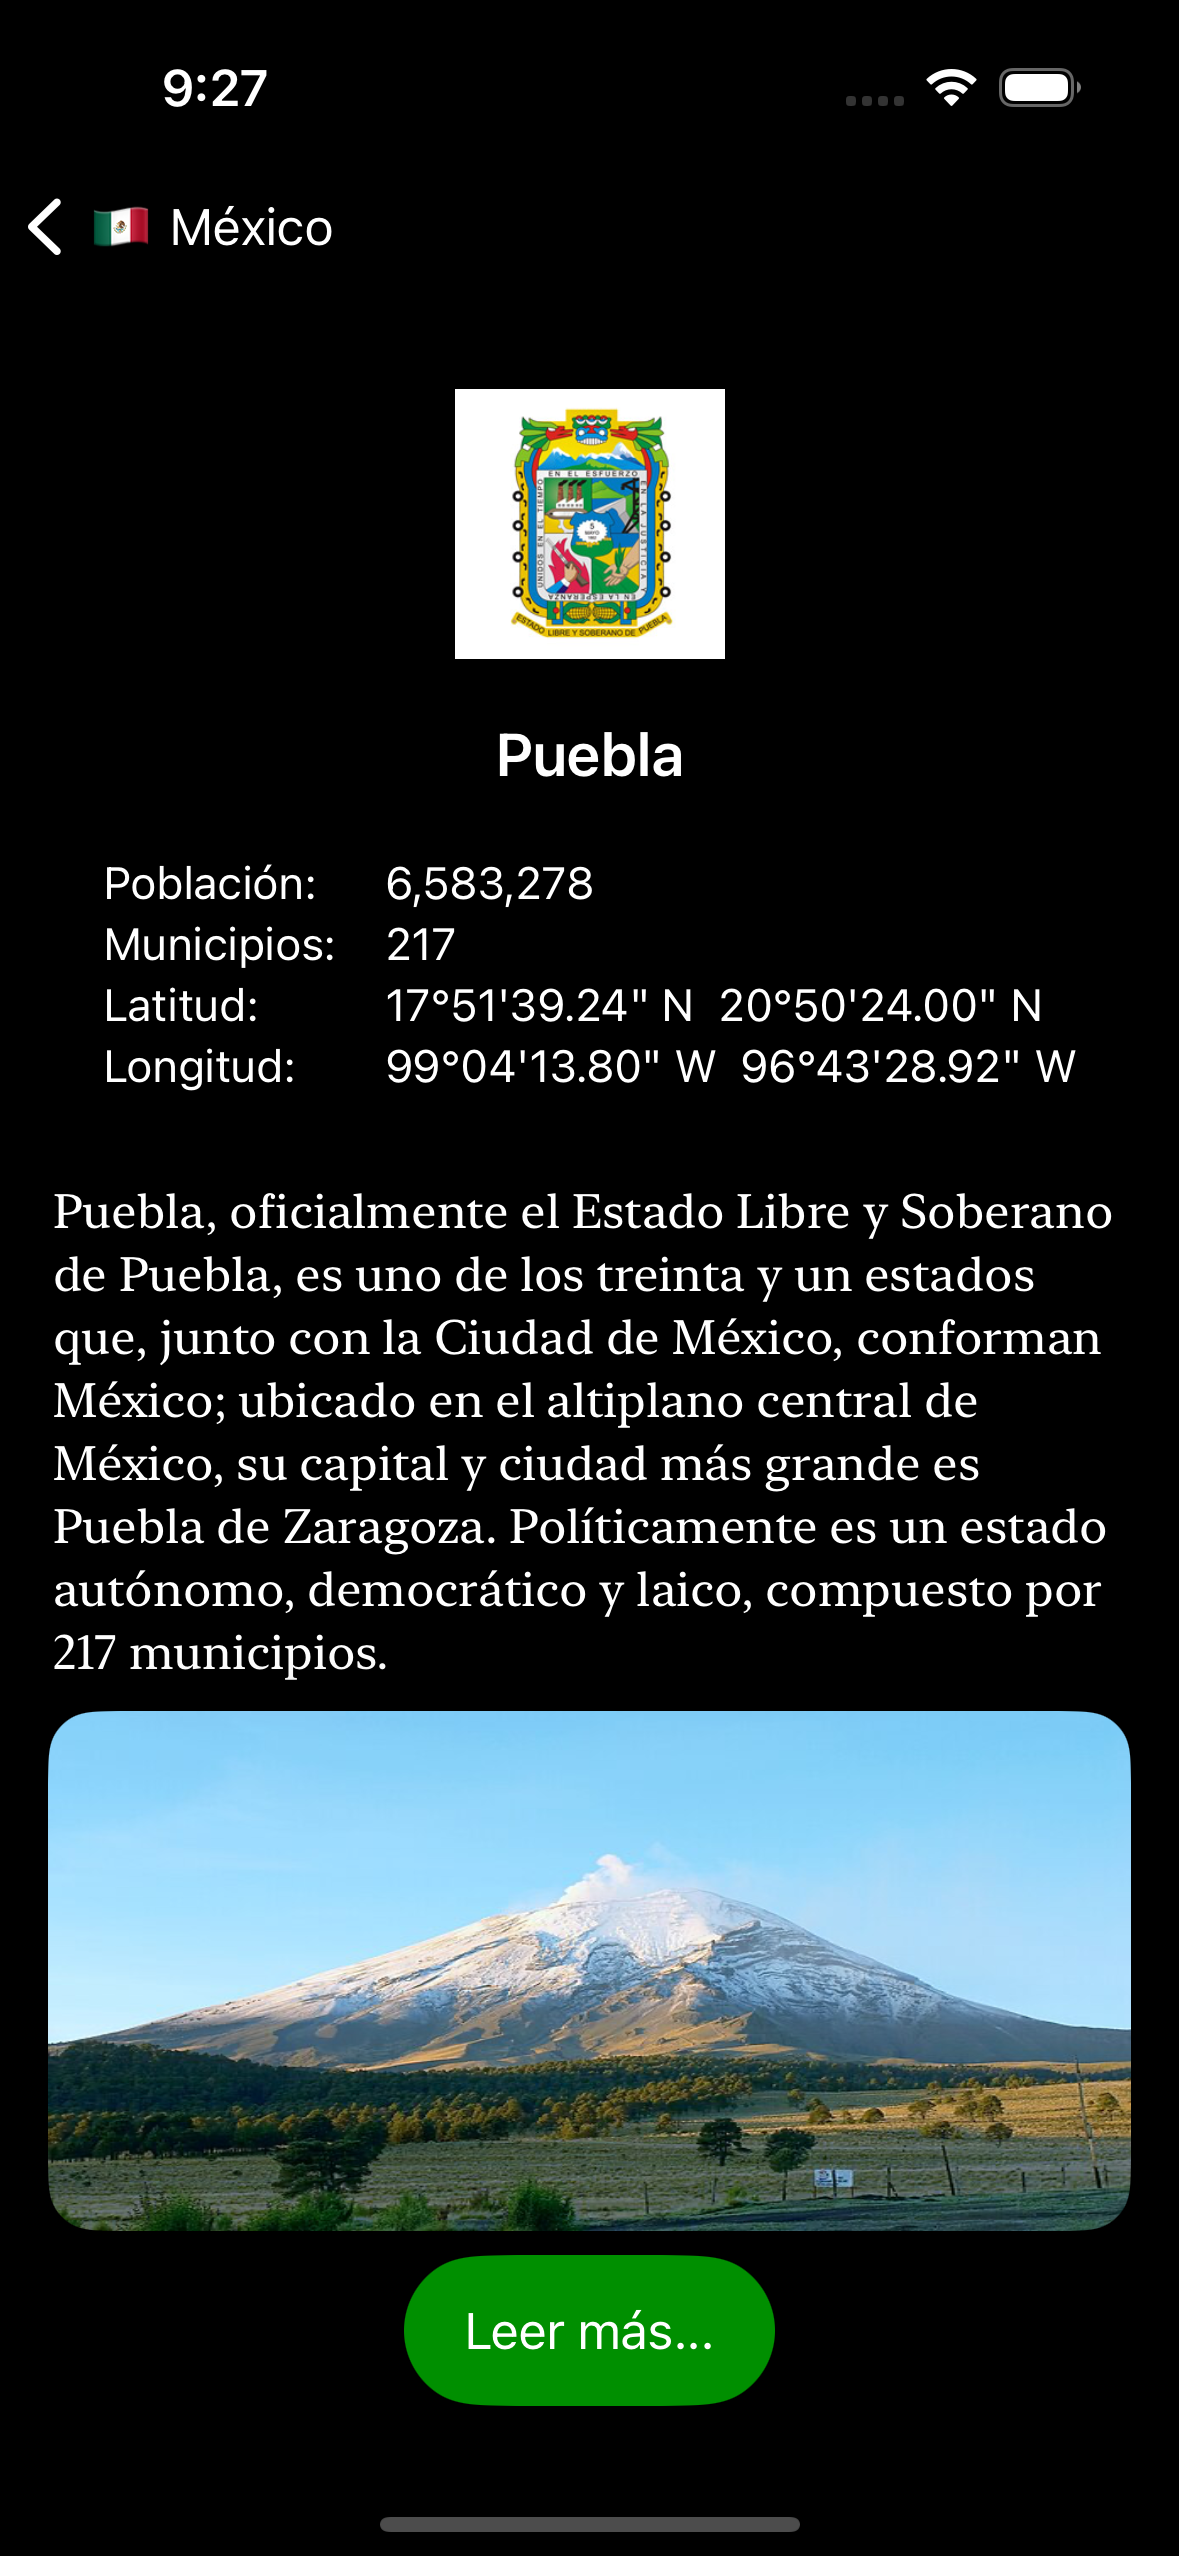 9:27
México
EN EL ESFUERZO
EN LA JUSTICIA Y
EN LA ESPERANZA
UNIDOS EN EL TIEMPO
5
MAYO
1862
ESTADO LIBRE Y SOBERANO DE PUEBLA
Puebla
Población: 6,583,278
Municipios: 217
Latitud: 17°51'39.24" N 20°50'24.00" N
Longitud: 99°04'13.80" W 96°43'28.92" W
Puebla, oficialmente el Estado Libre y Soberano
de Puebla, es uno de los treinta y un estados
que, junto con la Ciudad de México, conforman
México; ubicado en el altiplano central de
México, su capital y ciudad más grande es
Puebla de Zaragoza. Políticamente es un estado
autónomo, democrático y laico, compuesto por
217 municipios.
Leer más...